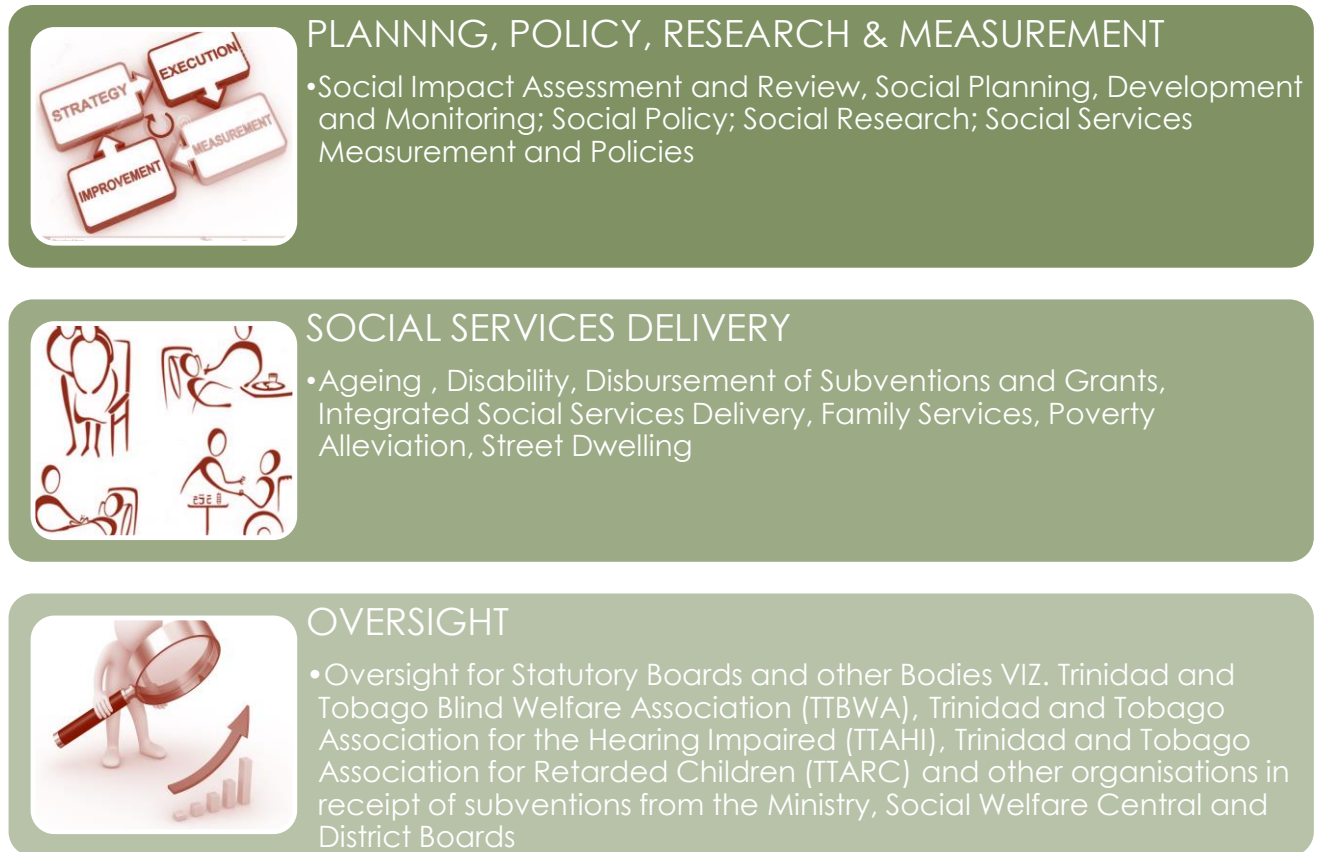 PLANNNG, POLICY, RESEARCH & MEASUREMENT
STRATEGY
EXECUTION
MEASUREMENT
IMPROVEMENT
•Social Impact Assessment and Review, Social Planning, Development
and Monitoring; Social Policy; Social Research; Social Services
Measurement and Policies
SOCIAL SERVICES DELIVERY
•Ageing , Disability, Disbursement of Subventions and Grants,
Integrated Social Services Delivery, Family Services, Poverty
Alleviation, Street Dwelling
OVERSIGHT
•Oversight for Statutory Boards and other Bodies VIZ. Trinidad and
Tobago Blind Welfare Association (TTBWA), Trinidad and Tobago
Association for the Hearing Impaired (TTAHI), Trinidad and Tobago
Association for Retarded Children (TTARC) and other organisations in
receipt of subventions from the Ministry, Social Welfare Central and
District Boards